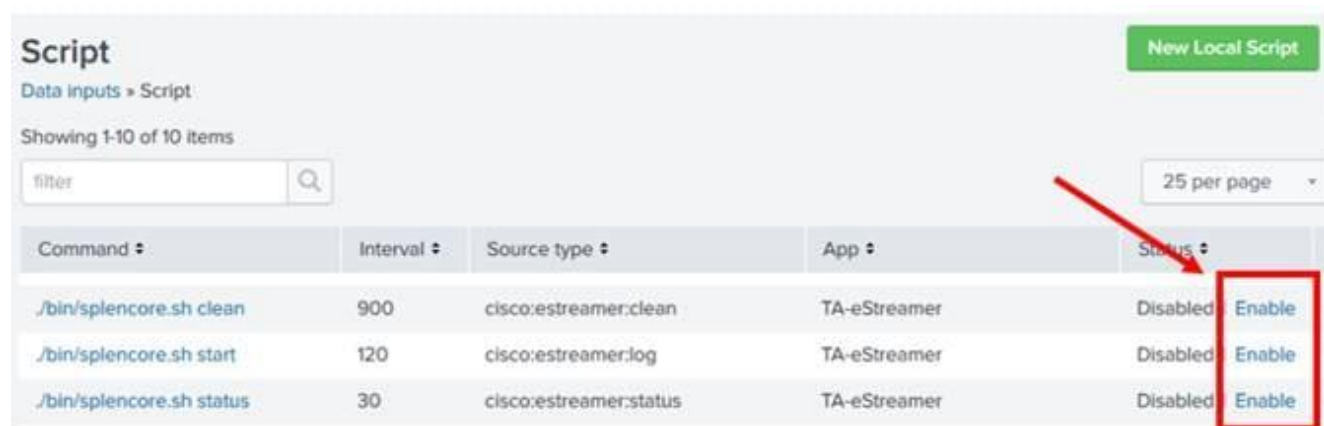 Script
New Local Script
Data inputs » Script
Showing 1-10 of 10 items
filter
25 per page
Command Interval Source type App Status
./bin/splencore.sh clean 900 cisco:estreamer:clean TA-eStreamer Disabled | Enable
./bin/splencore.sh start 120 cisco:estreamer:log TA-eStreamer Disabled | Enable
./bin/splencore.sh status 30 cisco:estreamer:status TA-eStreamer Disabled | Enable